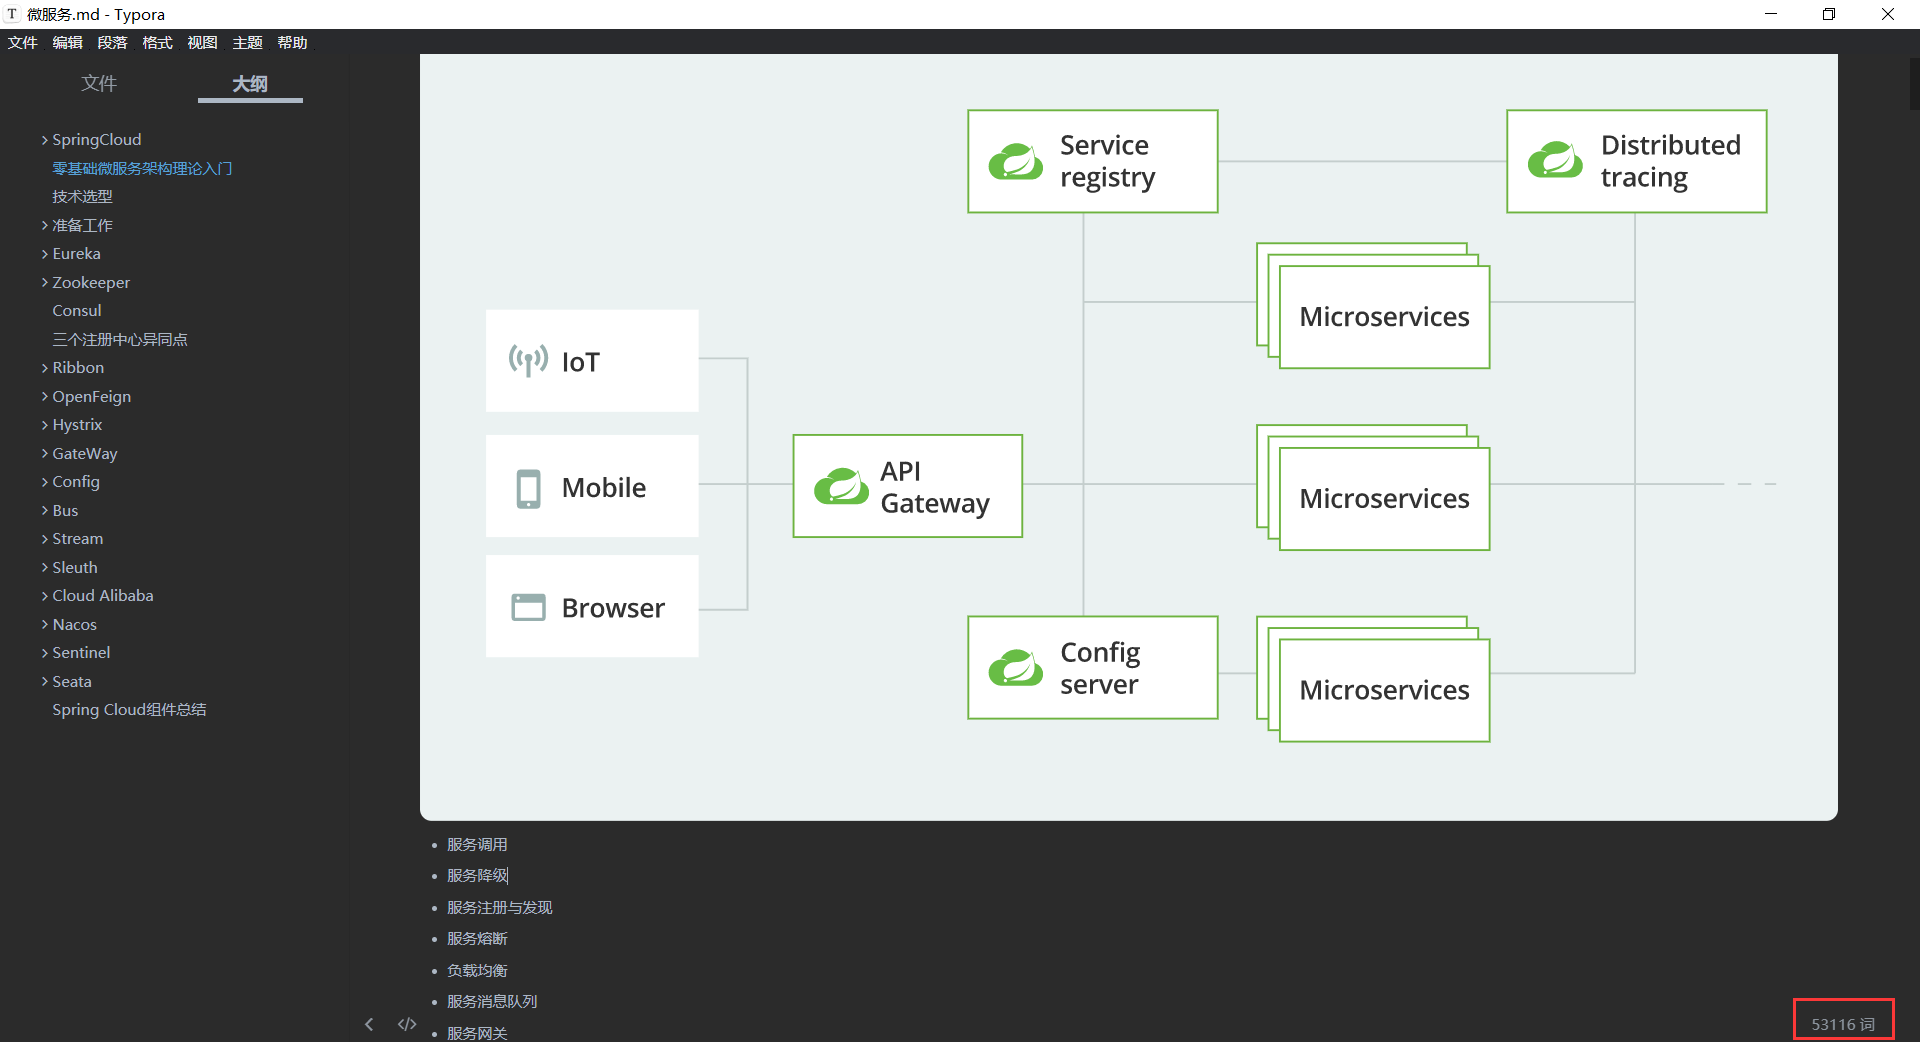 T 微服务.md - Typora
文件 编辑 段落 格式 视图 主题 帮助
文件 大纲
SpringCloud
零基础微服务架构理论入门
技术选型
准备工作
Eureka
Zookeeper
Consul
三个注册中心异同点
Ribbon
OpenFeign
Hystrix
GateWay
Config
Bus
Stream
Sleuth
Cloud Alibaba
Nacos
Sentinel
Seata
Spring Cloud组件总结
Service
registry
Distributed
tracing
Microservices
IoT
Mobile
Browser
API
Gateway
Microservices
Config
server
Microservices
服务调用
服务降级
服务注册与发现
服务熔断
负载均衡
服务消息队列
服务网关
53116 词